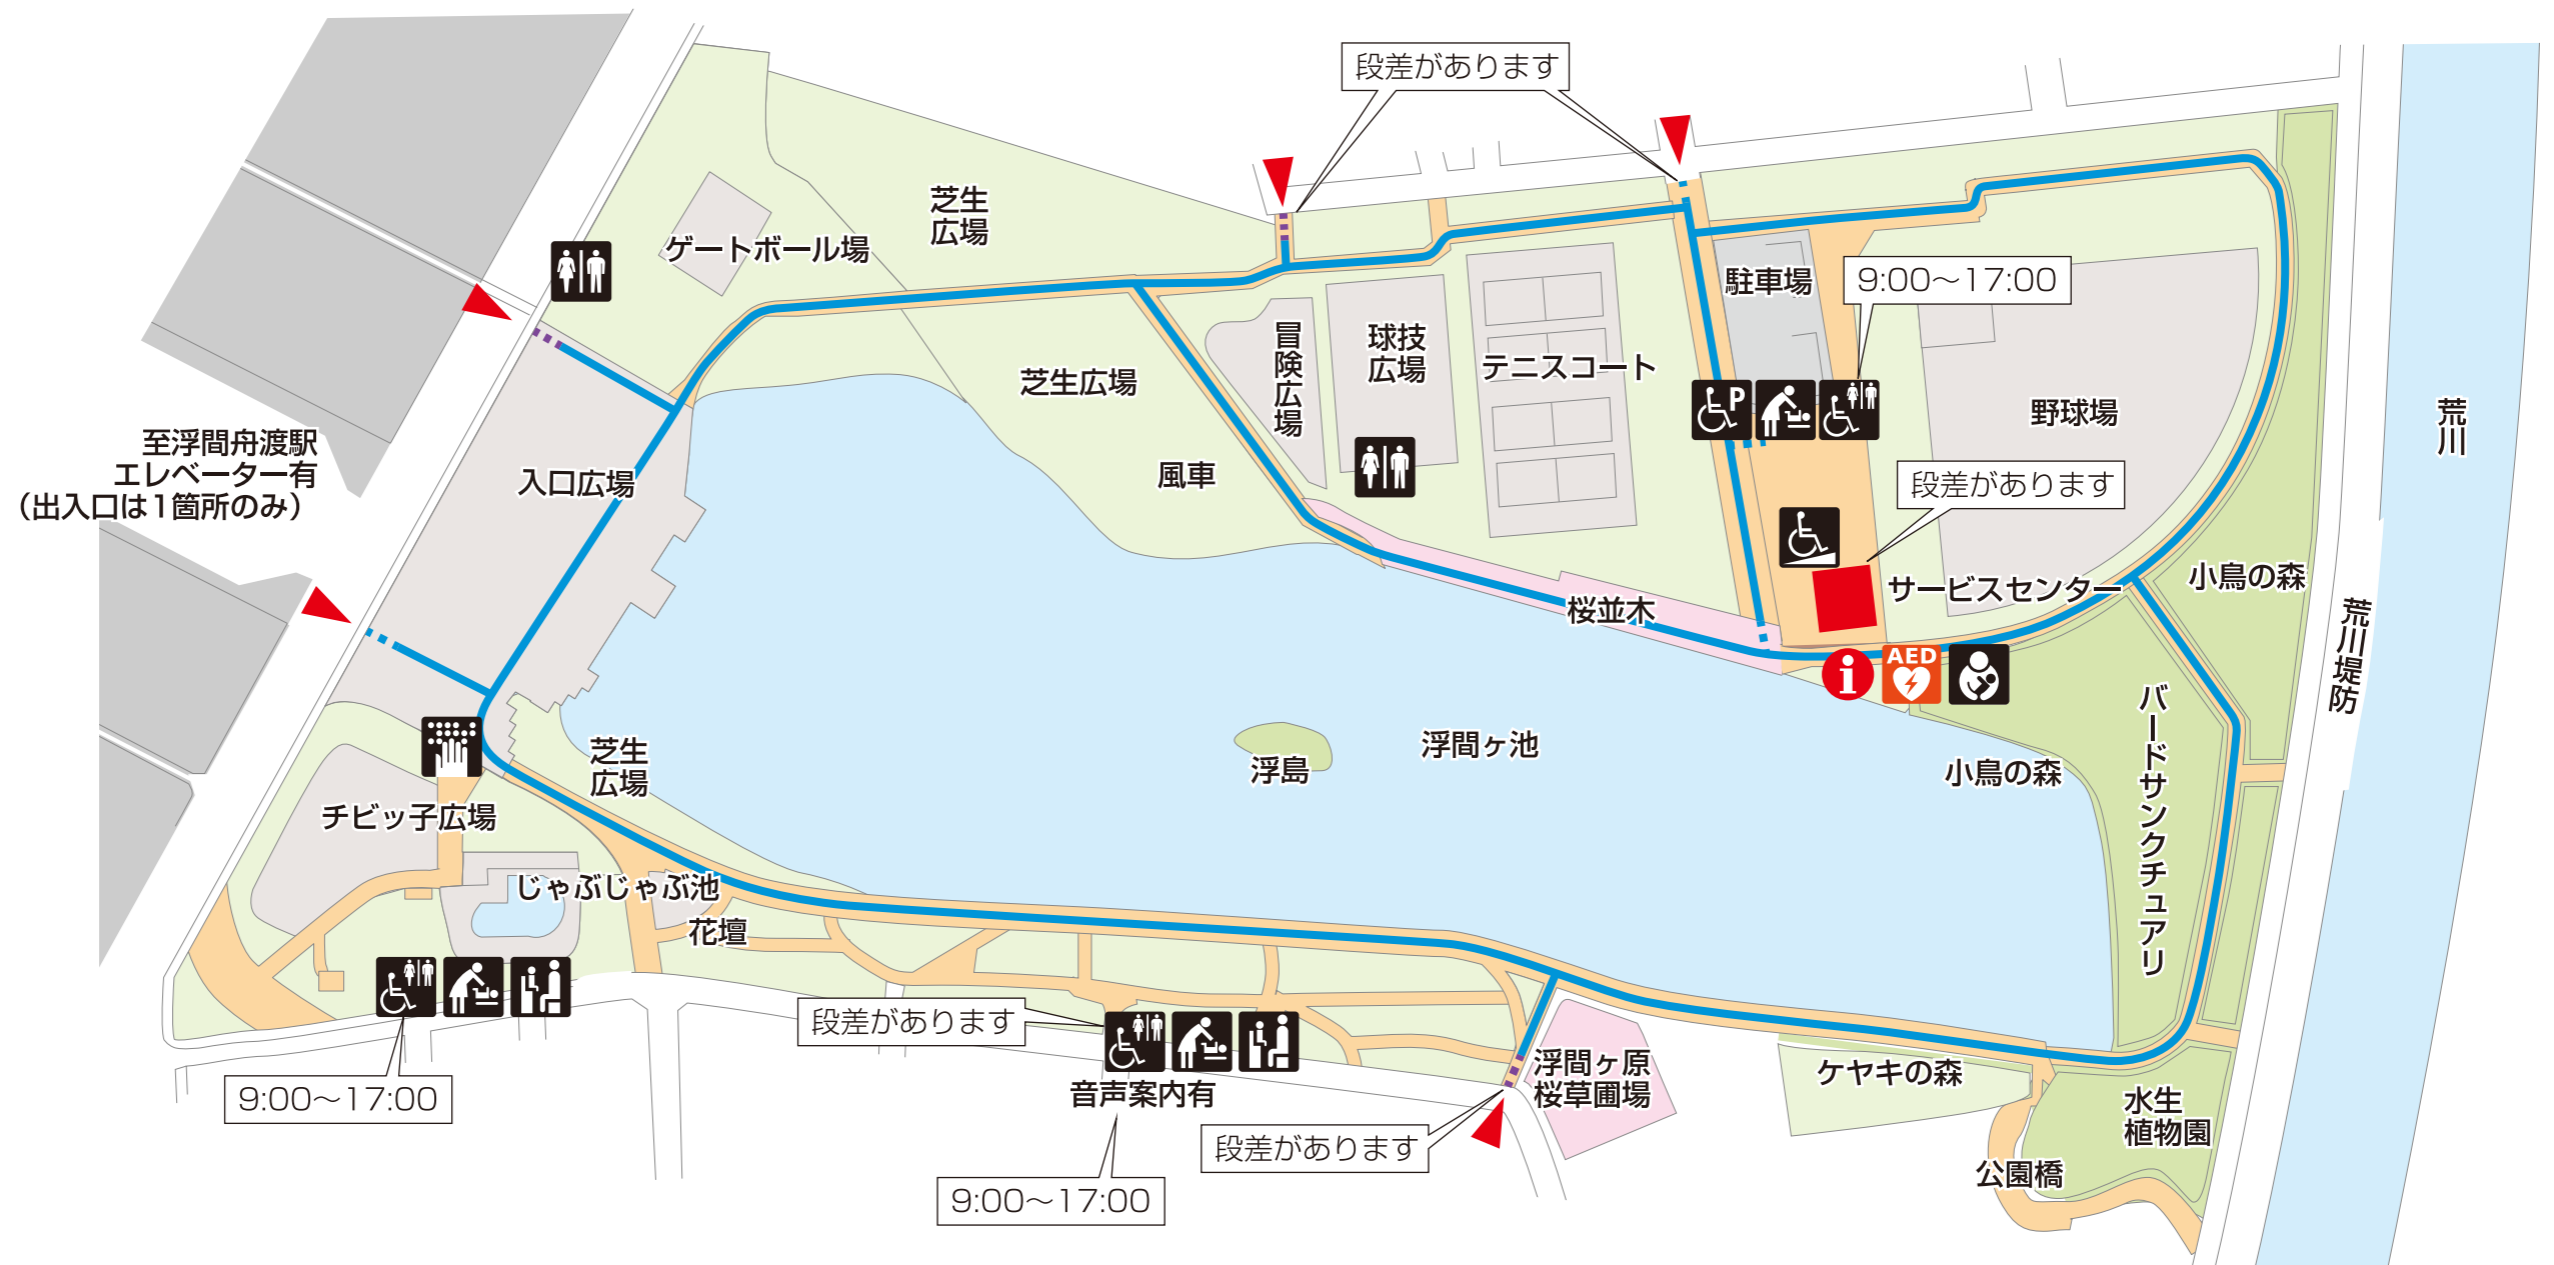 段差があります
芝生
広場
ゲートボール場
駐車場
9:00〜17:00
冒険広場
球技
広場
テニスコート
芝生広場
野球場
荒川
至浮間舟渡駅
エレベーター有
（出入口は1箇所のみ）
入口広場
風車
P
段差があります
サービスセンター
小鳥の森
桜並木
荒川堤防
i
AED
バードサンクチュアリ
芝生
広場
浮島
浮間ヶ池
小鳥の森
チビッ子広場
じゃぶじゃぶ池
花壇
段差があります
音声案内有
9:00〜17:00
9:00〜17:00
段差があります
浮間ヶ原
桜草圃場
ケヤキの森
水生
植物園
公園橋